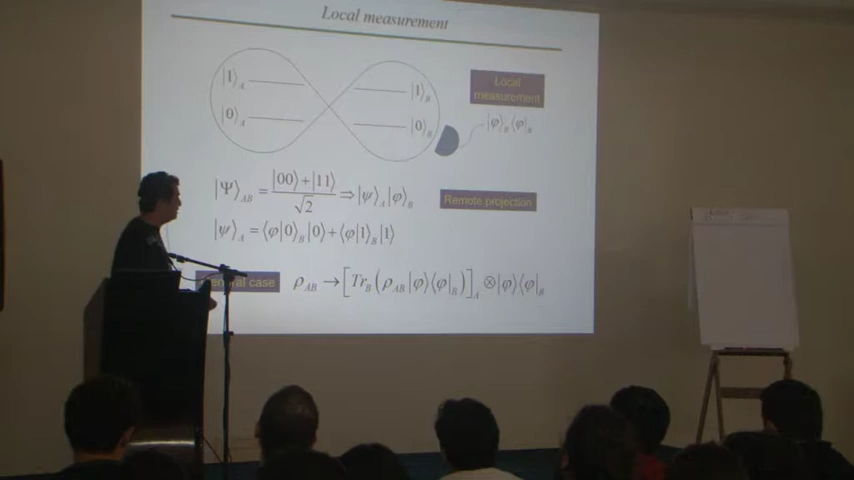 Local measurement
|1⟩_A
|0⟩_A
|1⟩_B
|0⟩_B
Local
measurement
|φ⟩_B⟨φ|_B
|Ψ⟩_AB = (|00⟩+|11⟩)/√2 ⇒ |ψ⟩_A|φ⟩_B
Remote projection
|ψ⟩_A = ⟨φ|0⟩_B|0⟩ + ⟨φ|1⟩_B|1⟩
case
ρ_AB → [Tr_B(ρ_AB|φ⟩⟨φ|_B)]_A ⊗ |φ⟩⟨φ|_B